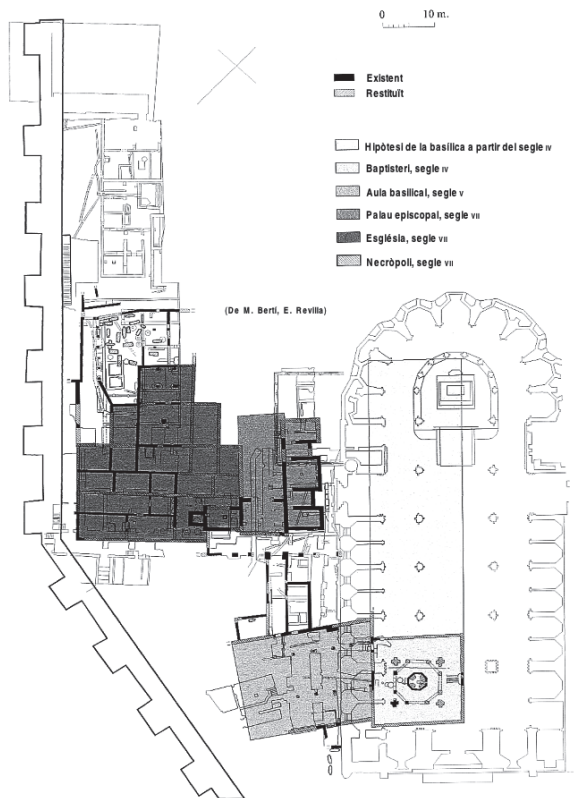 0 10 m.
Existent
Restituït
Hipòtesi de la basílica a partir del segle IV
Baptisteri, segle IV
Aula basilical, segle V
Palau episcopal, segle VII
Església, segle VII
Necròpoli, segle VII
(De M. Berti, E. Revilla)